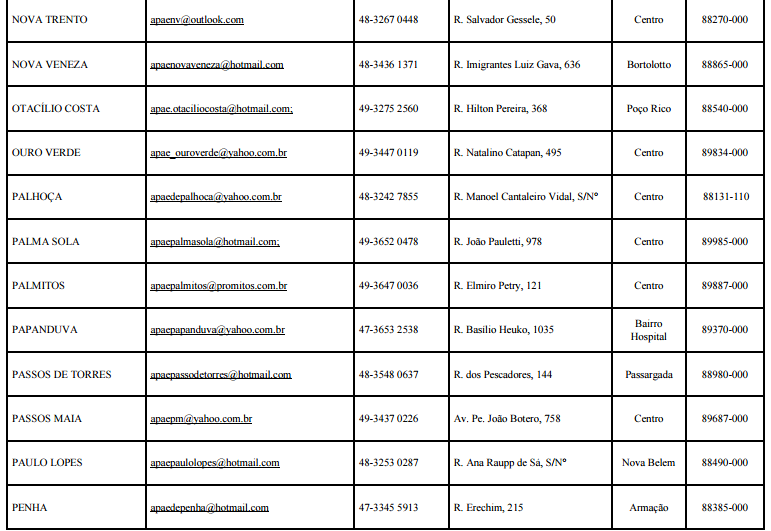 NOVA TRENTO apaenv@outlook.com 48-3267 0448 R. Salvador Gessele, 50 Centro 88270-000
NOVA VENEZA apaenovaveneza@hotmail.com 48-3436 1371 R. Imigrantes Luiz Gava, 636 Bortolotto 88865-000
OTACÍLIO COSTA apae.otaciliocosta@hotmail.com; 49-3275 2560 R. Hilton Pereira, 368 Poço Rico 88540-000
OURO VERDE apae_ouroverde@yahoo.com.br 49-3447 0119 R. Natalino Catapan, 495 Centro 89834-000
PALHOÇA apaedepalhoca@yahoo.com.br 48-3242 7855 R. Manoel Cantaleiro Vidal, S/Nº Centro 88131-110
PALMA SOLA apaepalmasola@hotmail.com; 49-3652 0478 R. João Pauletti, 978 Centro 89985-000
PALMITOS apaepalmitos@promitos.com.br 49-3647 0036 R. Elmiro Petry, 121 Centro 89887-000
PAPANDUVA apaepapanduva@yahoo.com.br 47-3653 2538 R. Basílio Heuko, 1035 Bairro Hospital 89370-000
PASSOS DE TORRES apaepassodetorres@hotmail.com 48-3548 0637 R. dos Pescadores, 144 Passargada 88980-000
PASSOS MAIA apaepm@yahoo.com.br 49-3437 0226 Av. Pe. João Botero, 758 Centro 89687-000
PAULO LOPES apaepaulolopes@hotmail.com 48-3253 0287 R. Ana Raupp de Sá, S/Nº Nova Belem 88490-000
PENHA apaedepenha@hotmail.com 47-3345 5913 R. Erechim, 215 Armação 88385-000